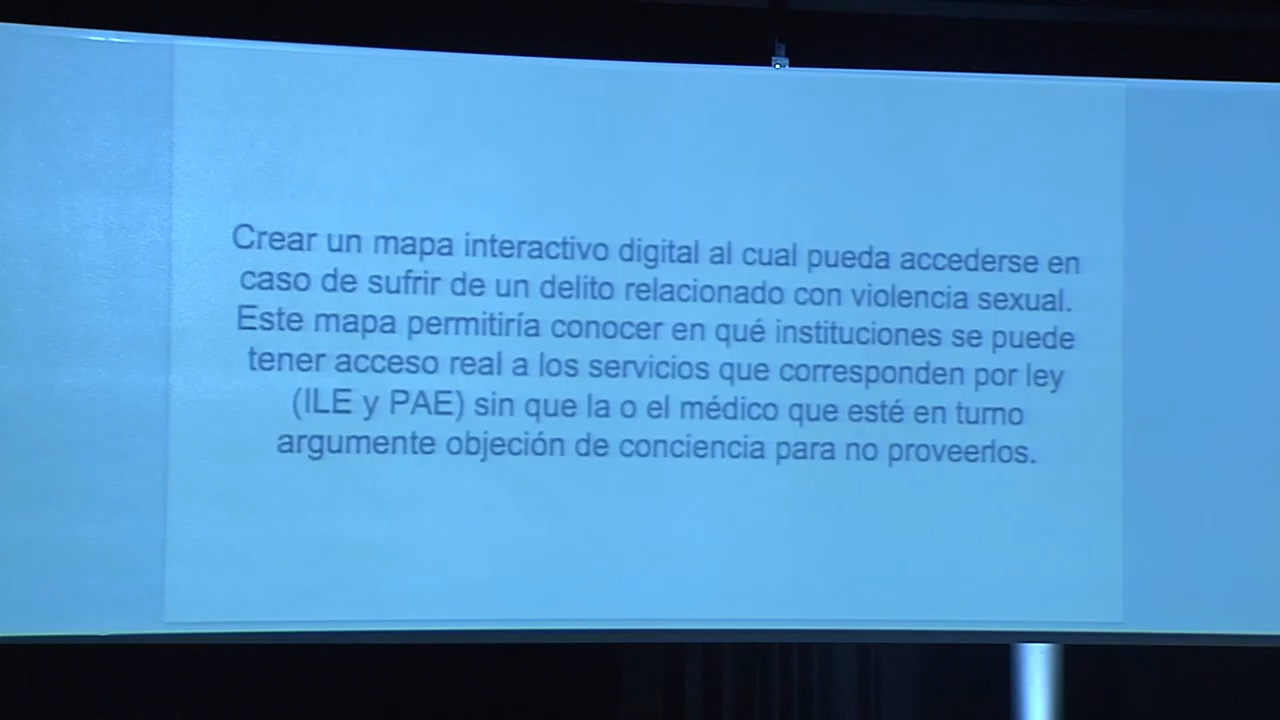 Crear un mapa interactivo digital al cual pueda accederse en
caso de sufrir de un delito relacionado con violencia sexual.
Este mapa permitiría conocer en qué instituciones se puede
tener acceso real a los servicios que corresponden por ley
(ILE y PAE) sin que la o el médico que esté en turno
argumente objeción de conciencia para no proveerlos.